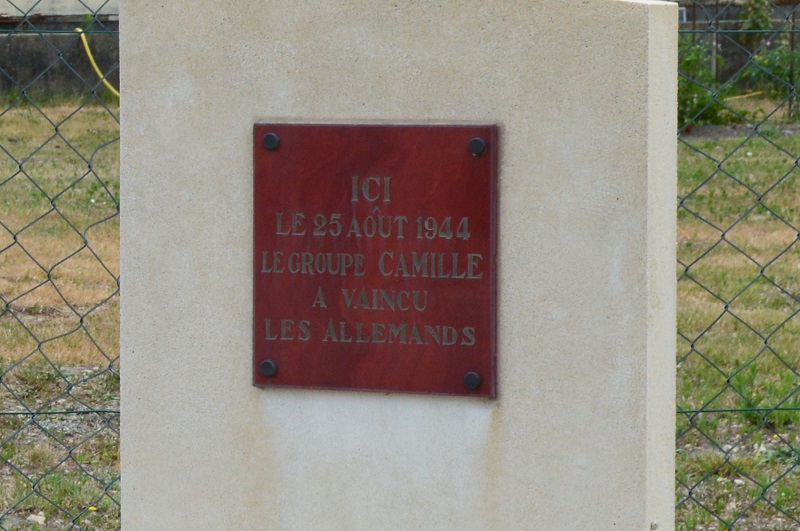 ICI
LE 25 AOÛT 1944
LE GROUPE CAMILLE
A VAINCU
LES ALLEMANDS